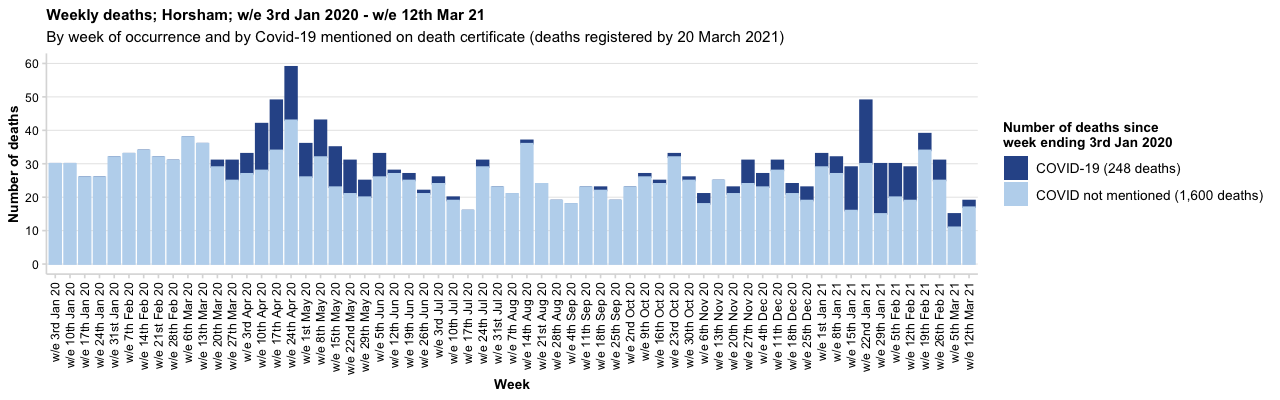 Weekly deaths; Horsham; w/e 3rd Jan 2020 - w/e 12th Mar 21
By week of occurrence and by Covid-19 mentioned on death certificate (deaths registered by 20 March 2021)
Number of deaths
60
50
40
30
20
10
0
w/e 3rd Jan 20
w/e 10th Jan 20
w/e 17th Jan 20
w/e 24th Jan 20
w/e 31st Jan 20
w/e 7th Feb 20
w/e 14th Feb 20
w/e 21st Feb 20
w/e 28th Feb 20
w/e 6th Mar 20
w/e 13th Mar 20
w/e 20th Mar 20
w/e 27th Mar 20
w/e 3rd Apr 20
w/e 10th Apr 20
w/e 17th Apr 20
w/e 24th Apr 20
w/e 1st May 20
w/e 8th May 20
w/e 15th May 20
w/e 22nd May 20
w/e 29th May 20
w/e 5th Jun 20
w/e 12th Jun 20
w/e 19th Jun 20
w/e 26th Jun 20
w/e 3rd Jul 20
w/e 10th Jul 20
w/e 17th Jul 20
w/e 24th Jul 20
w/e 31st Jul 20
w/e 7th Aug 20
w/e 14th Aug 20
w/e 21st Aug 20
w/e 28th Aug 20
w/e 4th Sep 20
w/e 11th Sep 20
w/e 18th Sep 20
w/e 25th Sep 20
w/e 2nd Oct 20
w/e 9th Oct 20
w/e 16th Oct 20
w/e 23rd Oct 20
w/e 30th Oct 20
w/e 6th Nov 20
w/e 13th Nov 20
w/e 20th Nov 20
w/e 27th Nov 20
w/e 4th Dec 20
w/e 11th Dec 20
w/e 18th Dec 20
w/e 25th Dec 20
w/e 1st Jan 21
w/e 8th Jan 21
w/e 15th Jan 21
w/e 22nd Jan 21
w/e 29th Jan 21
w/e 5th Feb 21
w/e 12th Feb 21
w/e 19th Feb 21
w/e 26th Feb 21
w/e 5th Mar 21
w/e 12th Mar 21
Week
Number of deaths since
week ending 3rd Jan 2020
COVID-19 (248 deaths)
COVID not mentioned (1,600 deaths)